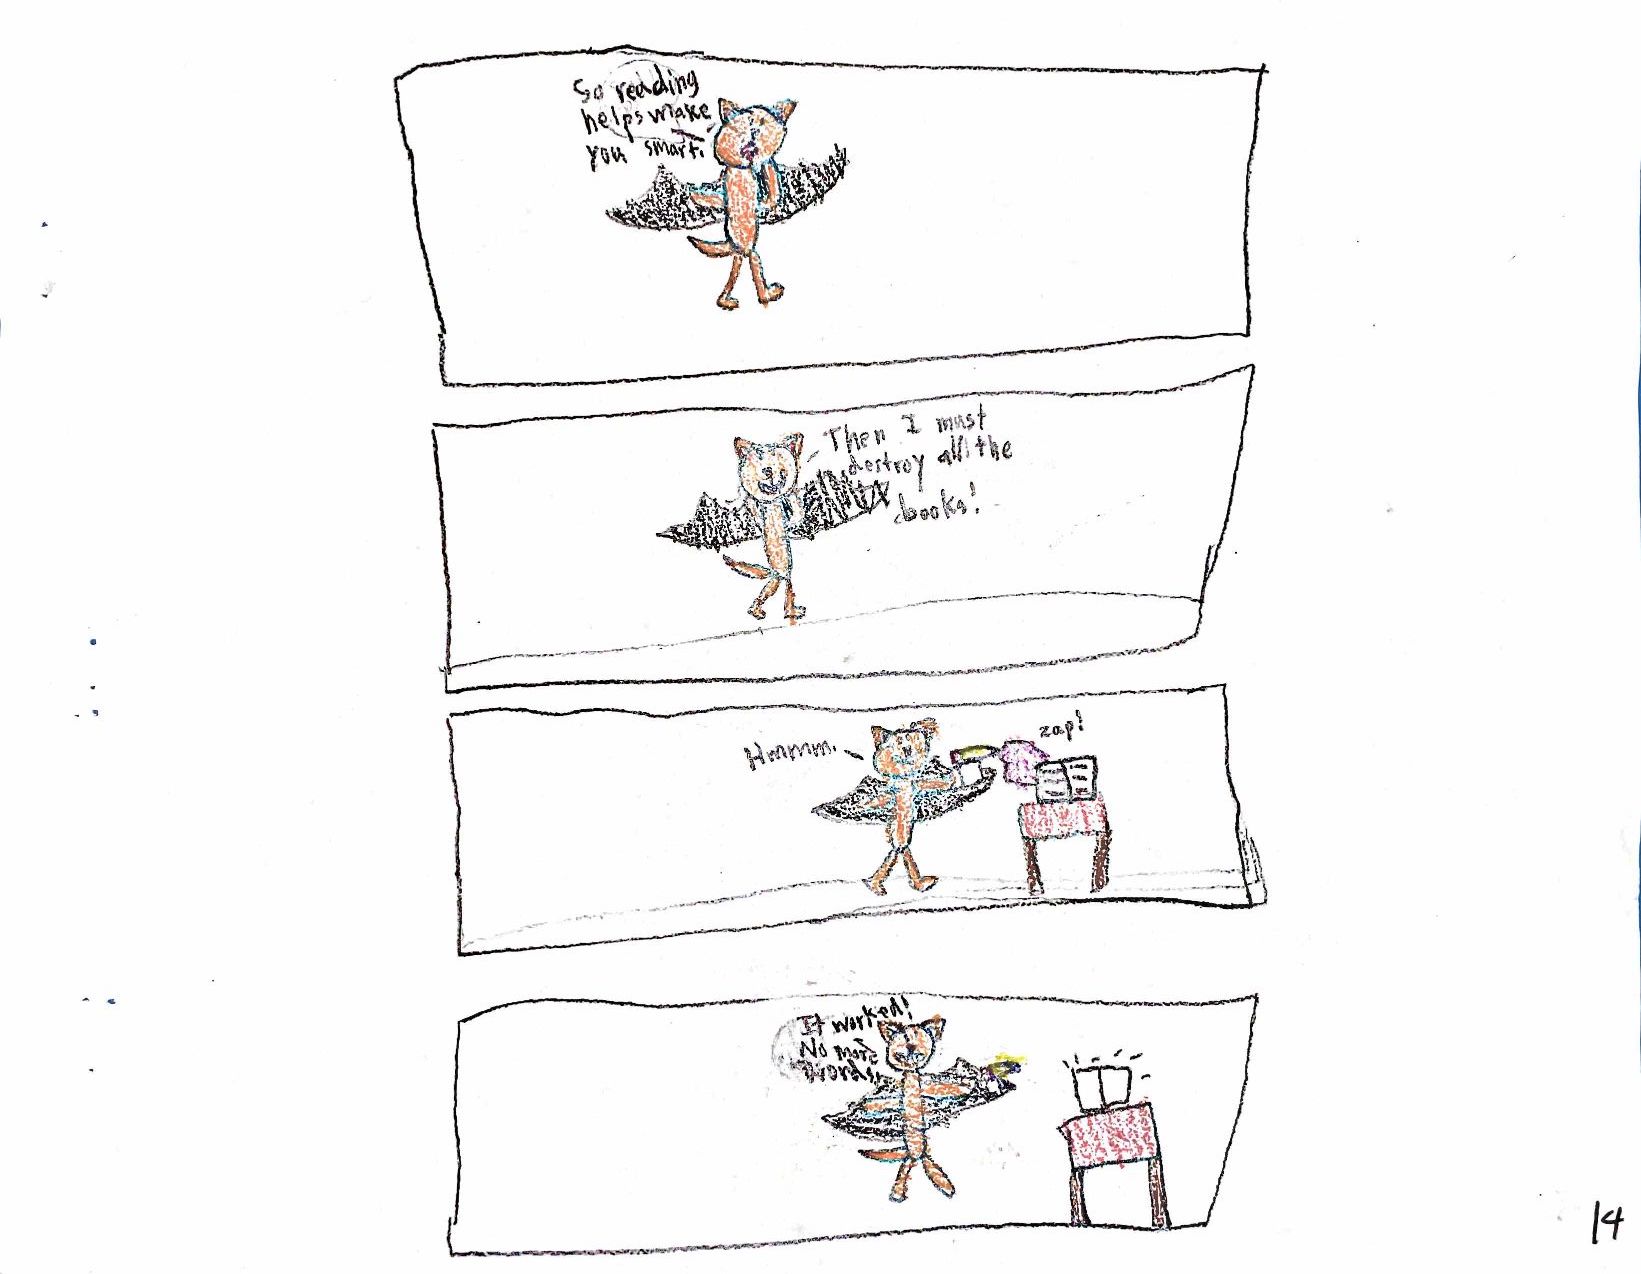 So reading
helps make
you smart.
Then I must
destroy all the
books!
Hmmmm.
zap!
It worked!
No more
words.
14